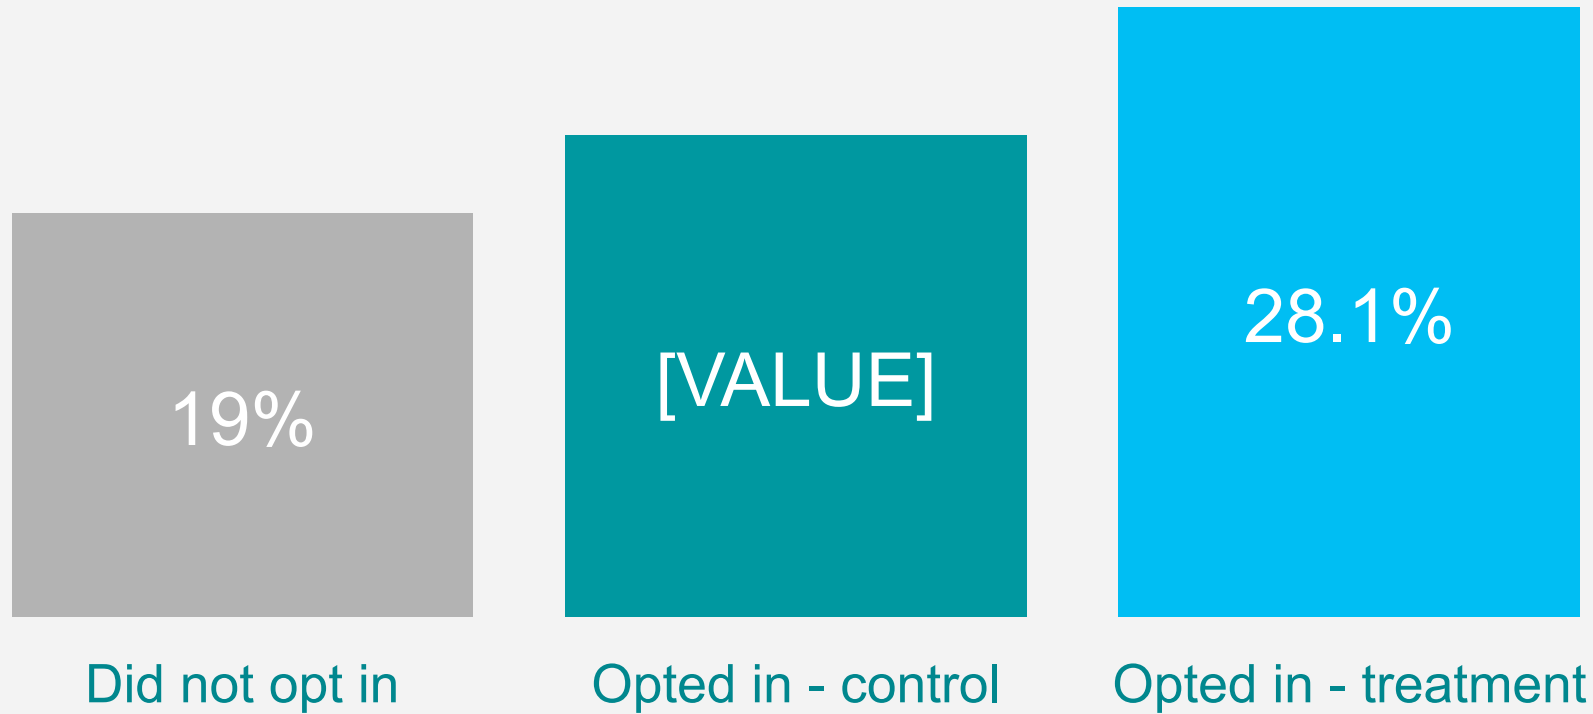 28.1%
[VALUE]
19%
Did not opt in
Opted in - control
Opted in - treatment